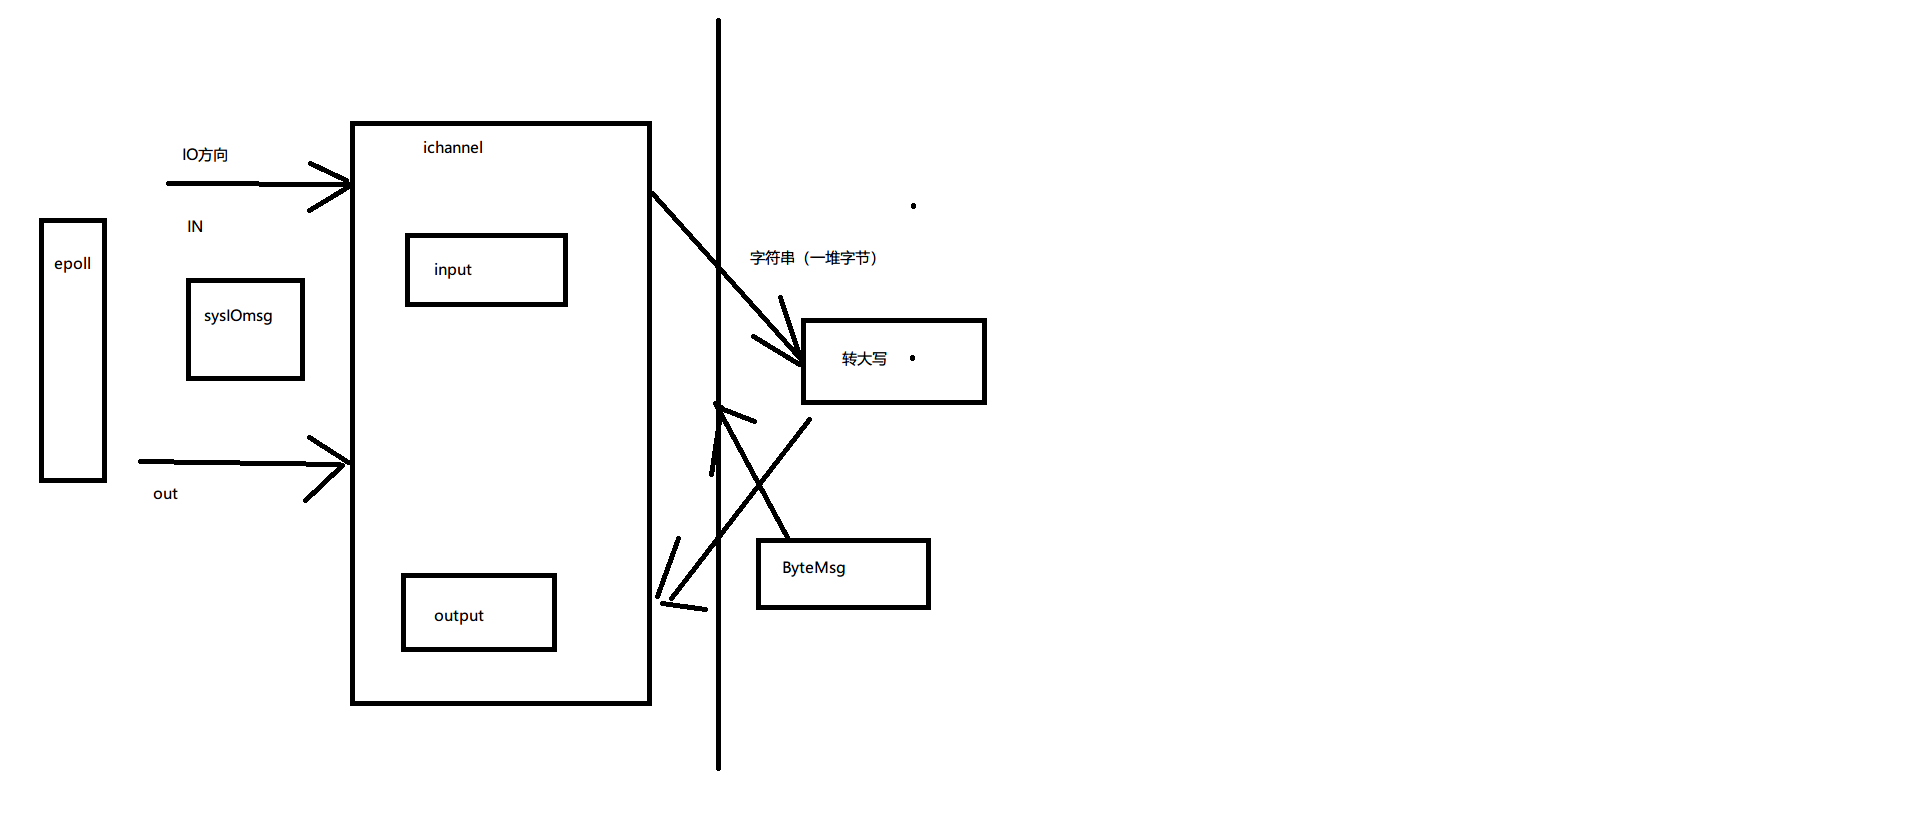 ichannel
IO方向
IN
epoll
字符串（一堆字节）
input
sysIOmsg
转大写
out
ByteMsg
output